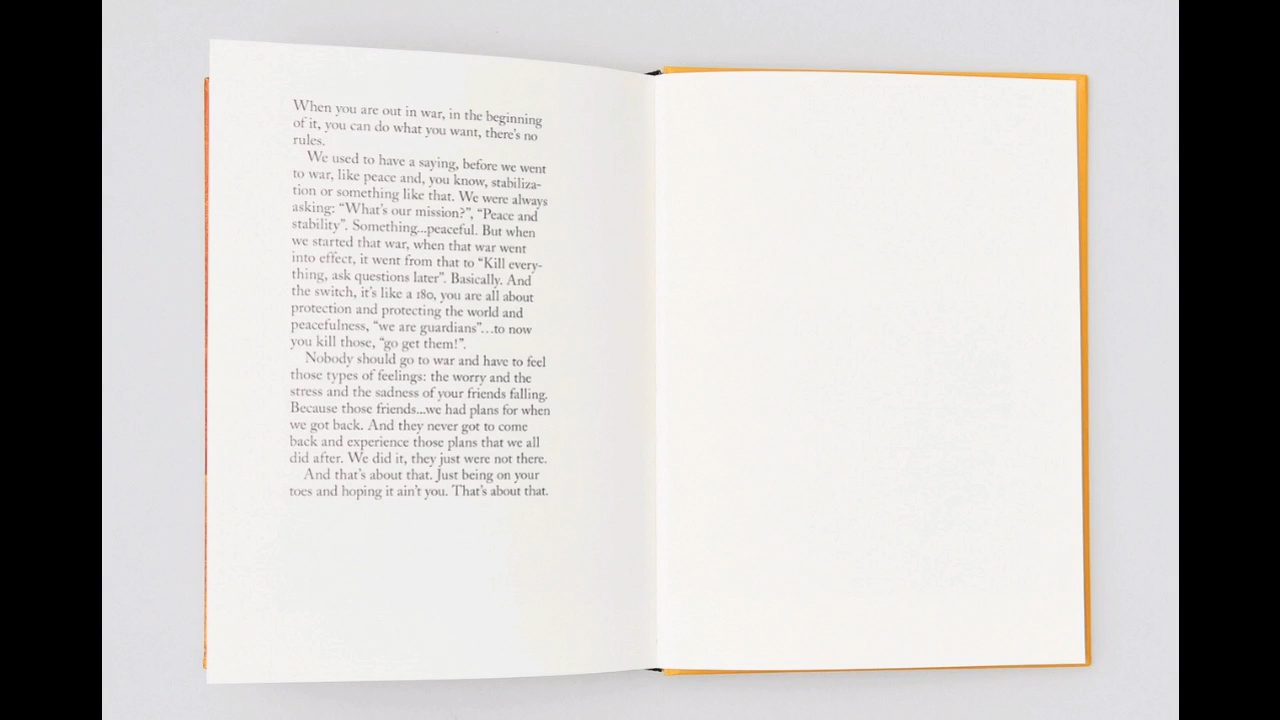 When you are out in war, in the beginning
of it, you can do what you want, there's no
rules.
We used to have a saying, before we went
to war, like peace and, you know, stabiliza-
tion or something like that. We were always
asking: “What's our mission?”, “Peace and
stability”. Something...peaceful. But when
we started that war, when that war went
into effect, it went from that to “Kill every-
thing, ask questions later”. Basically. And
the switch, it's like a 180, you are all about
protection and protecting the world and
peacefulness, “we are guardians”...to now
you kill those, “go get them!”.
Nobody should go to war and have to feel
those types of feelings: the worry and the
stress and the sadness of your friends falling.
Because those friends...we had plans for when
we got back. And they never got to come
back and experience those plans that we all
did after. We did it, they just were not there.
And that's about that. Just being on your
toes and hoping it ain't you. That's about that.